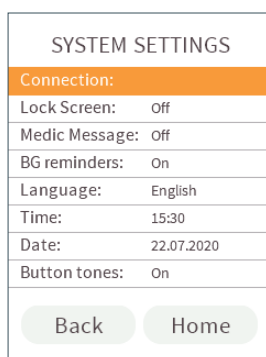 SYSTEM SETTINGS
Connection:
Lock Screen: Off
Medic Message: Off
BG reminders: On
Language: English
Time: 15:30
Date: 22.07.2020
Button tones: On
Back Home